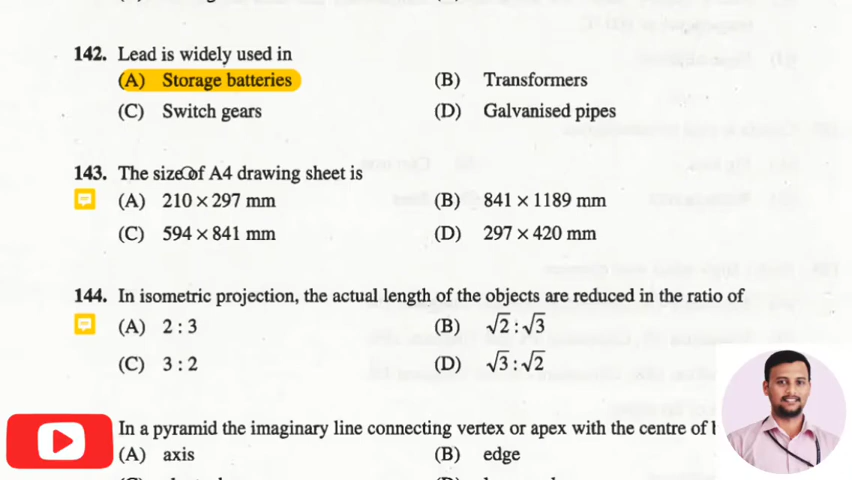 142. Lead is widely used in
(A) Storage batteries (B) Transformers
(C) Switch gears (D) Galvanised pipes
143. The size of A4 drawing sheet is
(A) 210 × 297 mm (B) 841 × 1189 mm
(C) 594 × 841 mm (D) 297 × 420 mm
144. In isometric projection, the actual length of the objects are reduced in the ratio of
(A) 2 : 3 (B) √2 : √3
(C) 3 : 2 (D) √3 : √2
In a pyramid the imaginary line connecting vertex or apex with the centre of
(A) axis (B) edge